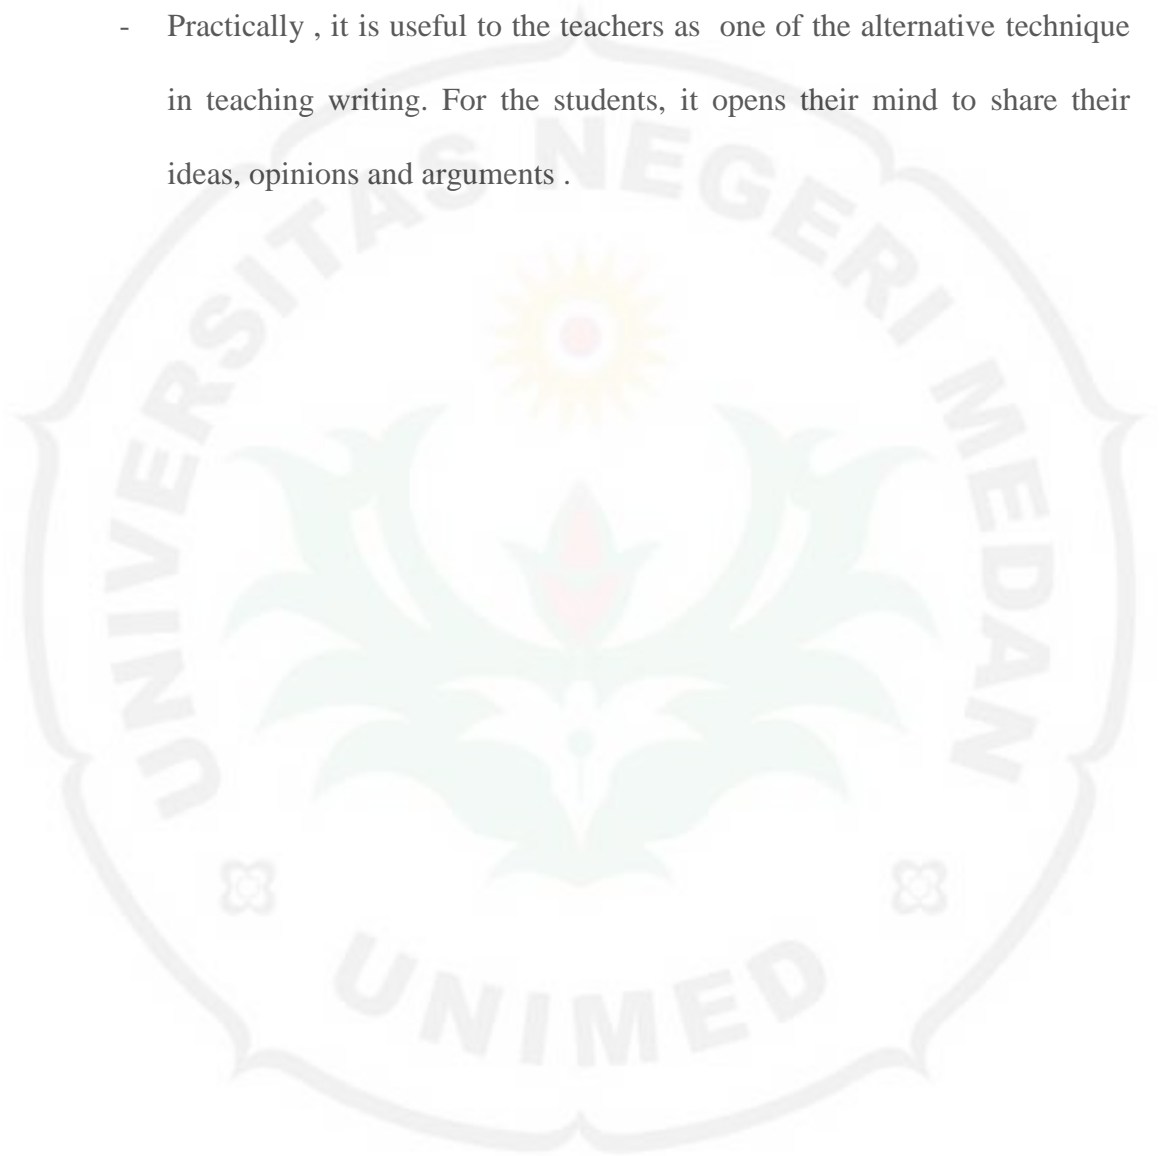 - Practically , it is useful to the teachers as  one of the alternative technique
in teaching writing. For the students, it opens their mind to share their
ideas, opinions and arguments .
UNIVERSITAS NEGERI MEDAN
UNIMED